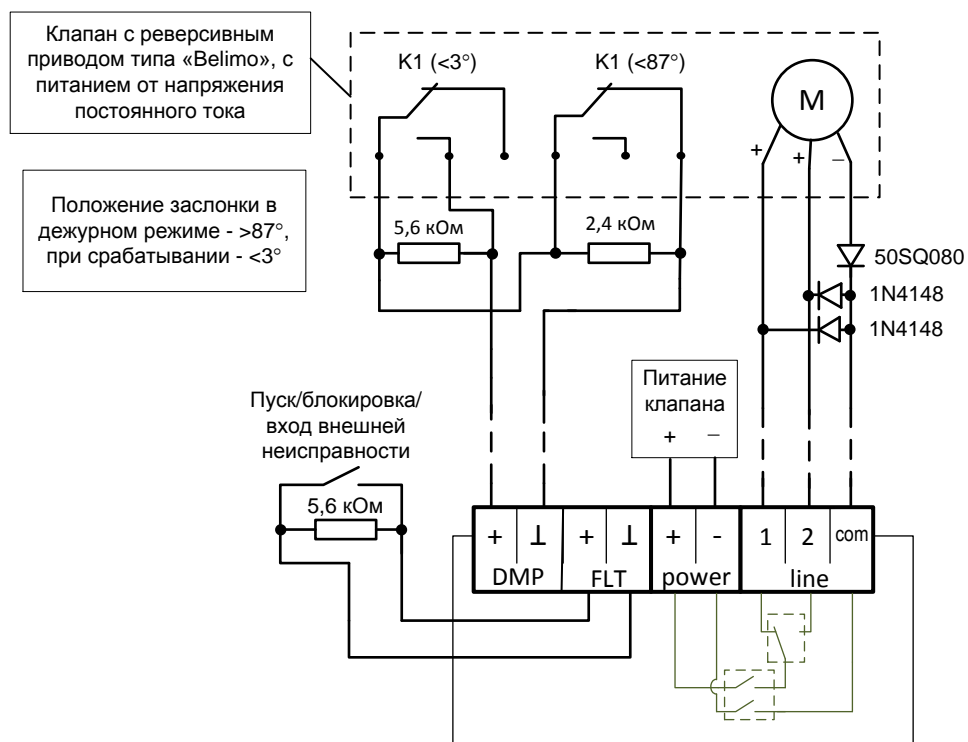 Клапан с реверсивным
приводом типа «Belimo», с
питанием от напряжения
постоянного тока
К1 (<3°)
К1 (<87°)
М
+
+
–
Положение заслонки в
дежурном режиме - >87°,
при срабатывании - <3°
5,6 кОм
2,4 кОм
50SQ080
1N4148
1N4148
Питание
клапана
+ –
Пуск/блокировка/
вход внешней
неисправности
5,6 кОм
+ ⊥ + ⊥ + - 1 2 com
DMP FLT power line